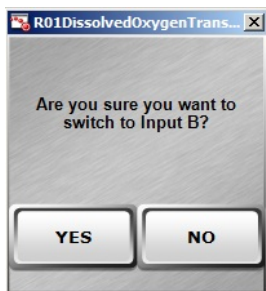 R01DissolvedOxygenTrans...
Are you sure you want to
switch to Input B?
YES NO